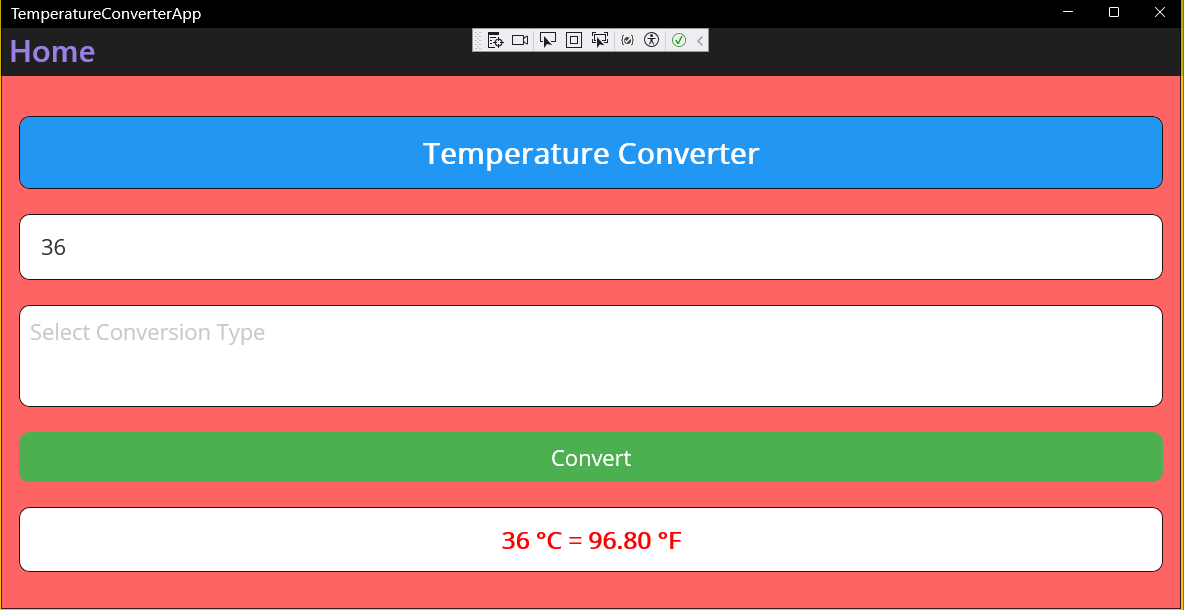 TemperatureConverterApp
Home
Temperature Converter
36
Select Conversion Type
Convert
36 °C = 96.80 °F